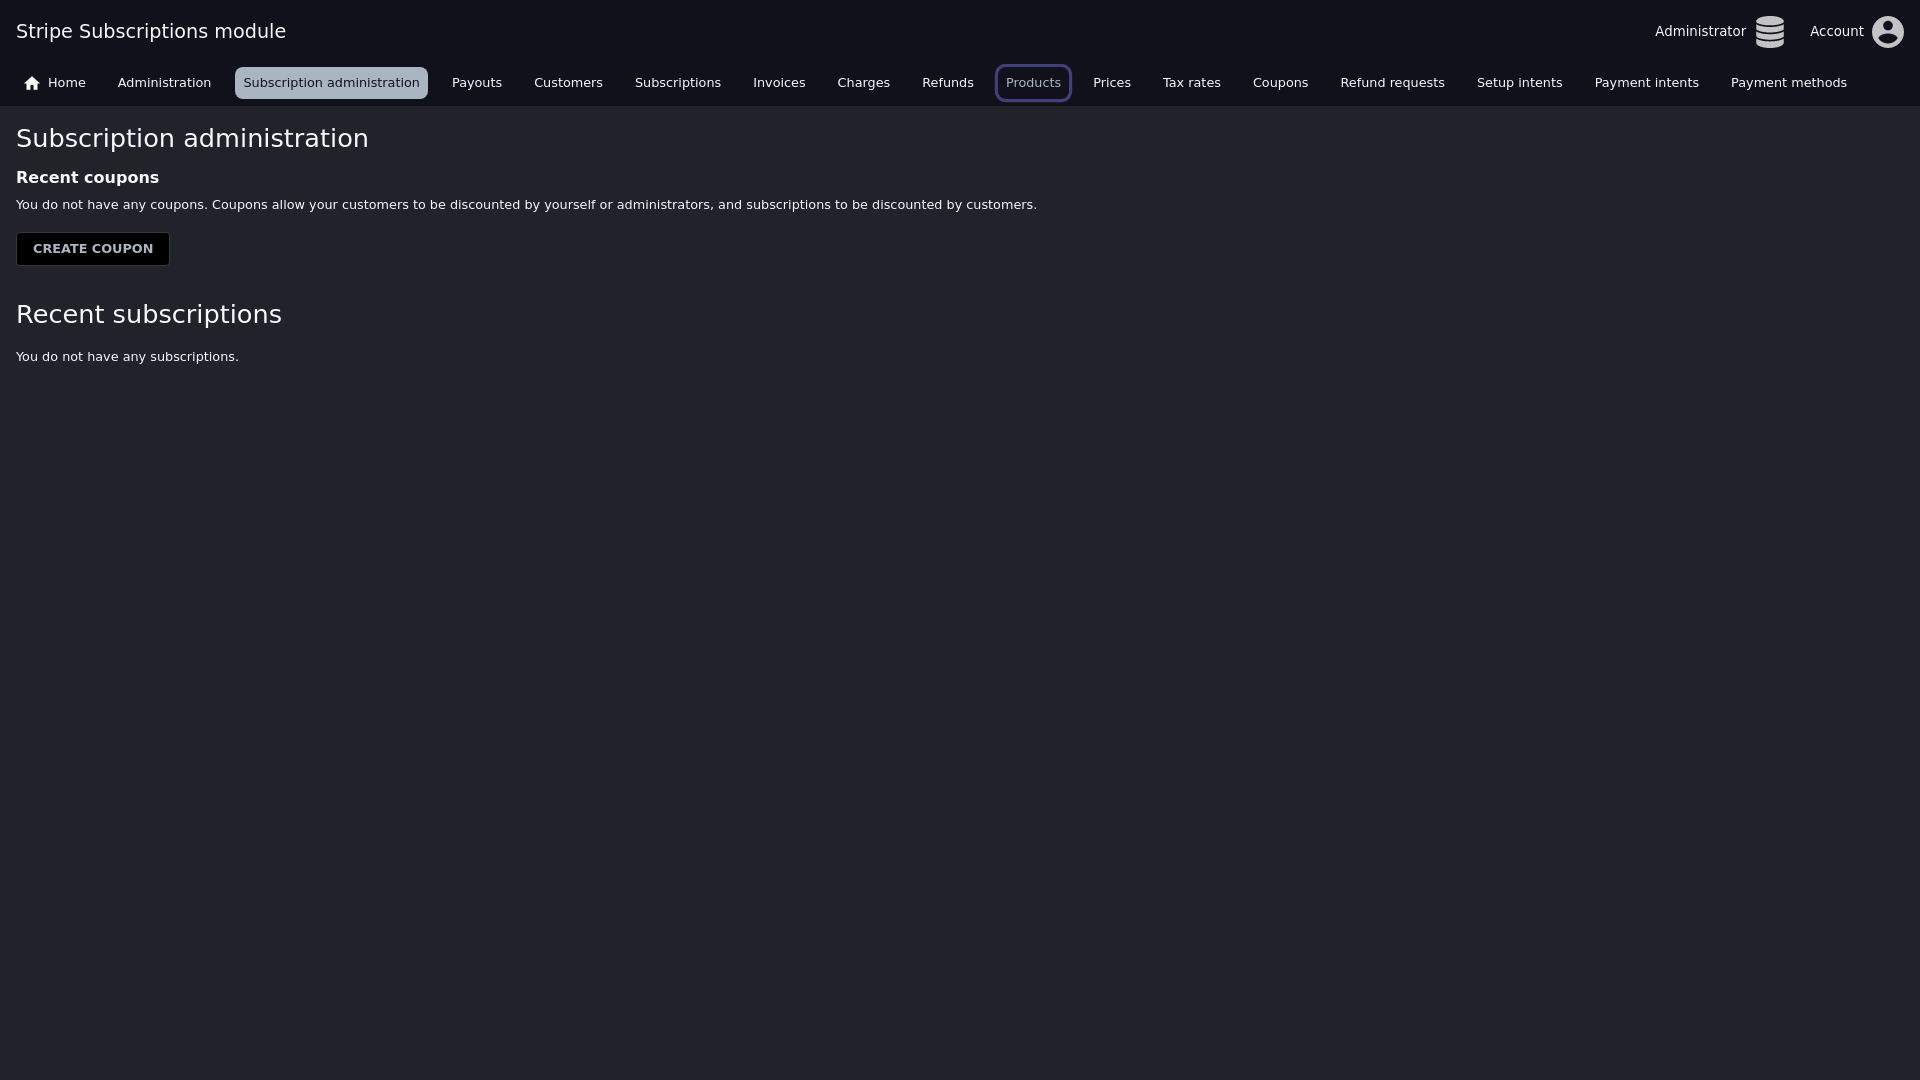 Stripe Subscriptions module
Administrator
Account
Home
Administration
Subscription administration
Payouts
Customers
Subscriptions
Invoices
Charges
Refunds
Products
Prices
Tax rates
Coupons
Refund requests
Setup intents
Payment intents
Payment methods
Subscription administration
Recent coupons
You do not have any coupons. Coupons allow your customers to be discounted by yourself or administrators, and subscriptions to be discounted by customers.
CREATE COUPON
Recent subscriptions
You do not have any subscriptions.